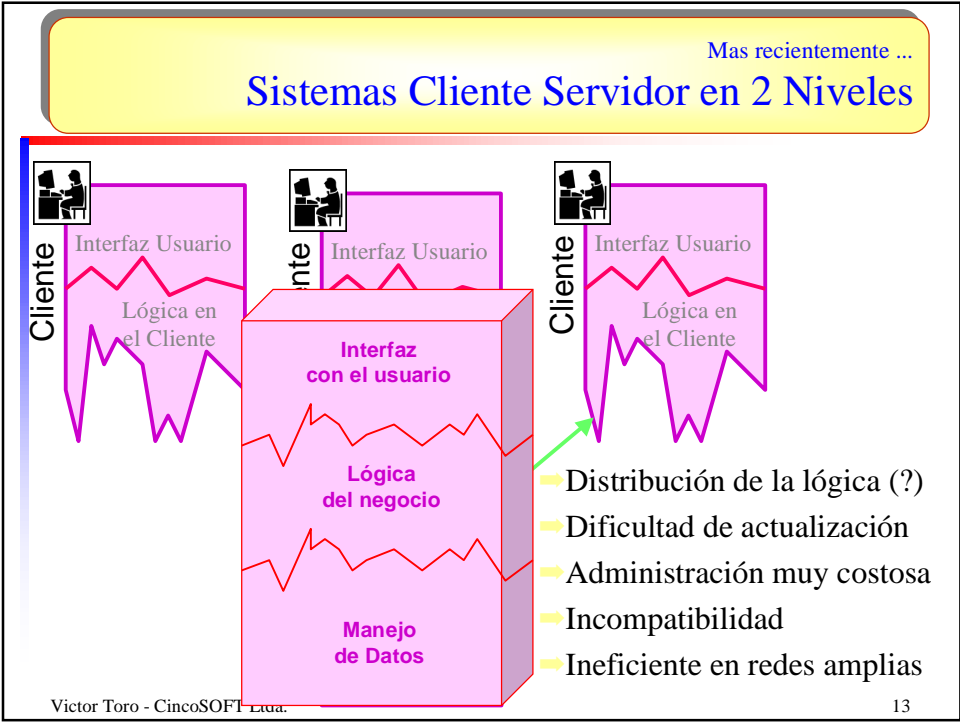 Mas recientemente ...
Sistemas Cliente Servidor en 2 Niveles
Cliente
Interfaz Usuario
Lógica en
el Cliente
nte
Interfaz Usuario
Cliente
Interfaz Usuario
Lógica en
el Cliente
Interfaz
con el usuario
Lógica
del negocio
Manejo
de Datos
Distribución de la lógica (?)
Dificultad de actualización
Administración muy costosa
Incompatibilidad
Ineficiente en redes amplias
Victor Toro - CincoSOFT Ltda.
13